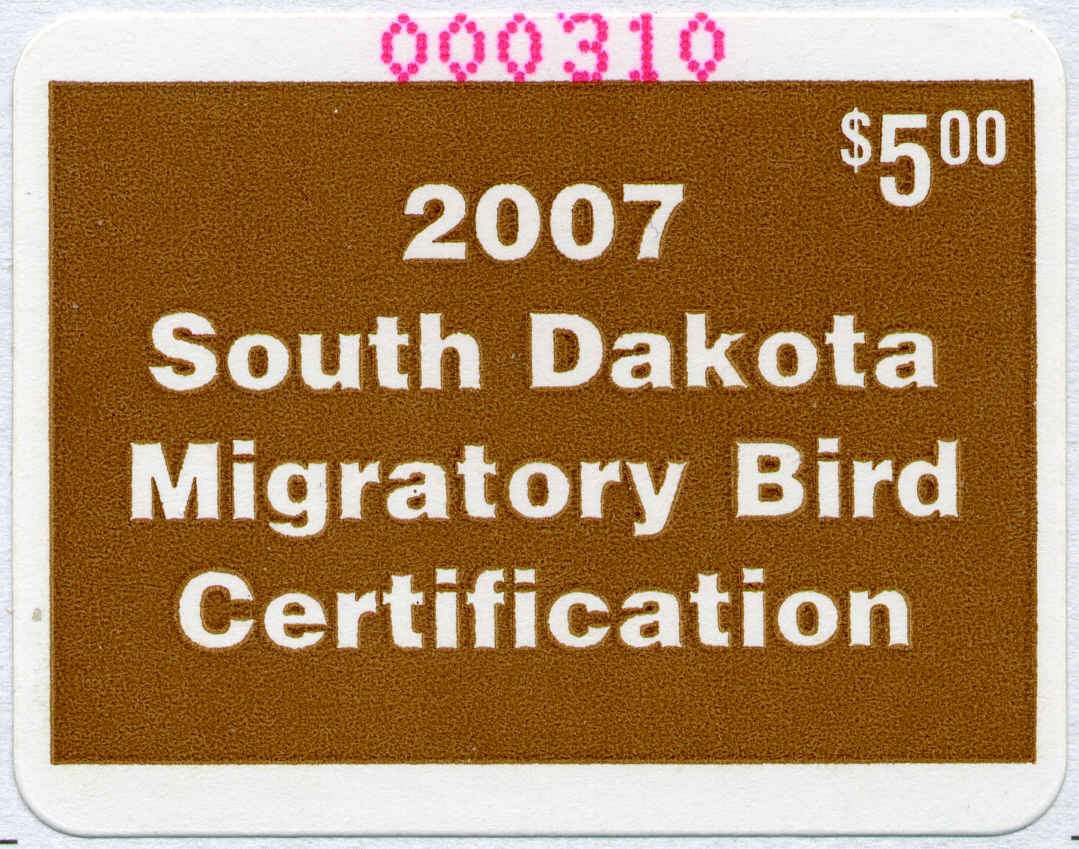 000310
$5.00
2007
South Dakota
Migratory Bird
Certification